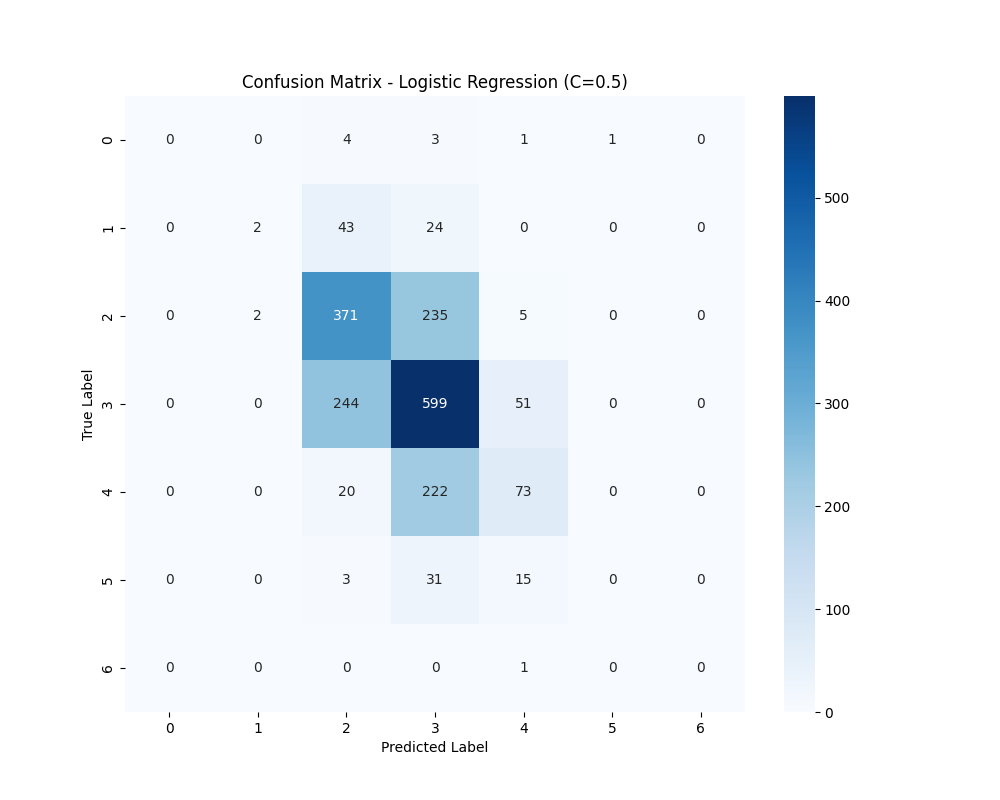 Confusion Matrix - Logistic Regression (C=0.5)
0 0 0 4 3 1 1 0
1 0 2 43 24 0 0 0
2 0 2 371 235 5 0 0
3 0 0 244 599 51 0 0
4 0 0 20 222 73 0 0
5 0 0 3 31 15 0 0
6 0 0 0 0 1 0 0
0 1 2 3 4 5 6
Predicted Label
True Label
500
400
300
200
100
0